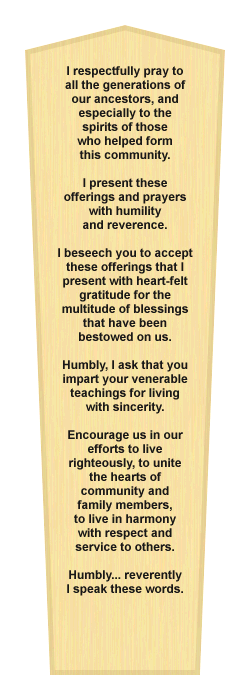 I respectfully pray to
all the generations of
our ancestors, and
especially to the
spirits of those
who helped form
this community.
I present these
offerings and prayers
with humility
and reverence.
I beseech you to accept
these offerings that I
present with heart-felt
gratitude for the
multitude of blessings
that have been
bestowed on us.
Humbly, I ask that you
impart your venerable
teachings for living
with sincerity.
Encourage us in our
efforts to live
righteously, to unite
the hearts of
community and
family members,
to live in harmony
with respect and
service to others.
Humbly... reverently
I speak these words.